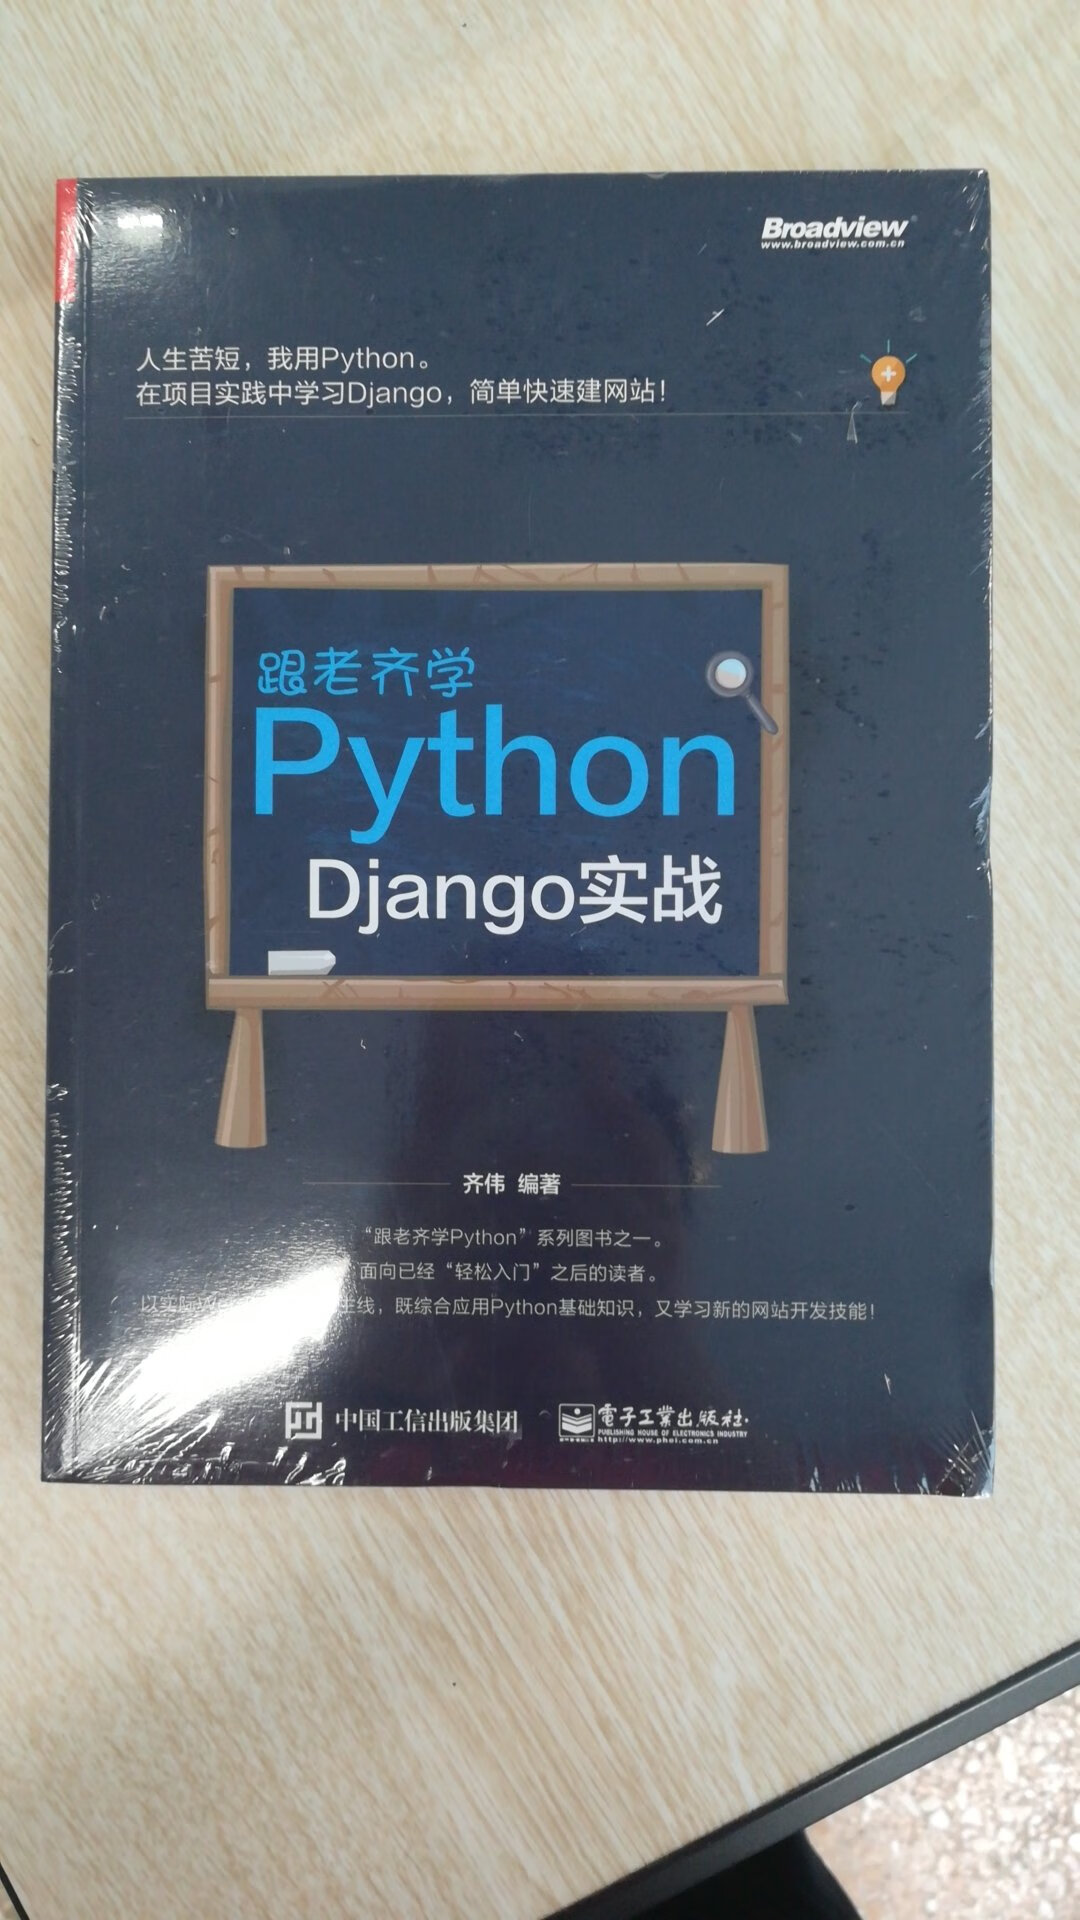 Broadview®
www.broadview.com.cn
人生苦短，我用Python。
在项目实践中学习Django，简单快速建网站！
跟老齐学
Python
Django实战
齐伟 编著
“跟老齐学Python”系列图书之一。
面向已经“轻松入门”之后的读者。
以实际 主线，既综合应用Python基础知识，又学习新的网站开发技能！
中国工信出版集团
電子工業出版社.
PUBLISHING HOUSE OF ELECTRONICS INDUSTRY
http://www.phei.com.cn